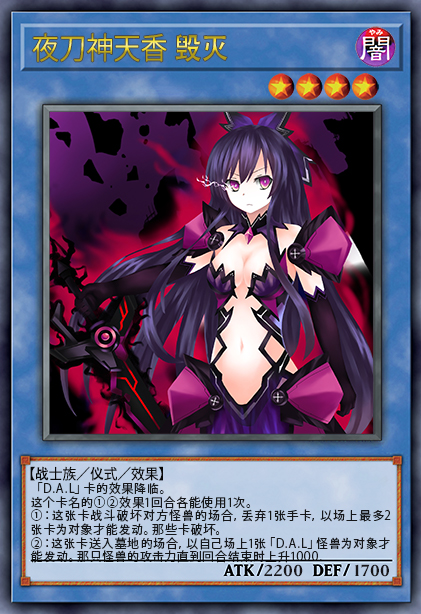 夜刀神天香 毁灭
やみ
闇
【战士族／仪式／效果】
「D.A.L」卡的效果降临。
这个卡名的①②效果1回合各能使用1次。
①：这张卡战斗破坏对方怪兽的场合，丢弃1张手卡，以场上最多2
张卡为对象才能发动。那些卡破坏。
②：这张卡送入墓地的场合，以自己场上1张「D.A.L」怪兽为对象才
能发动。那只怪兽的攻击力直到回合结束时上升1000
ATK/2200 DEF/1700